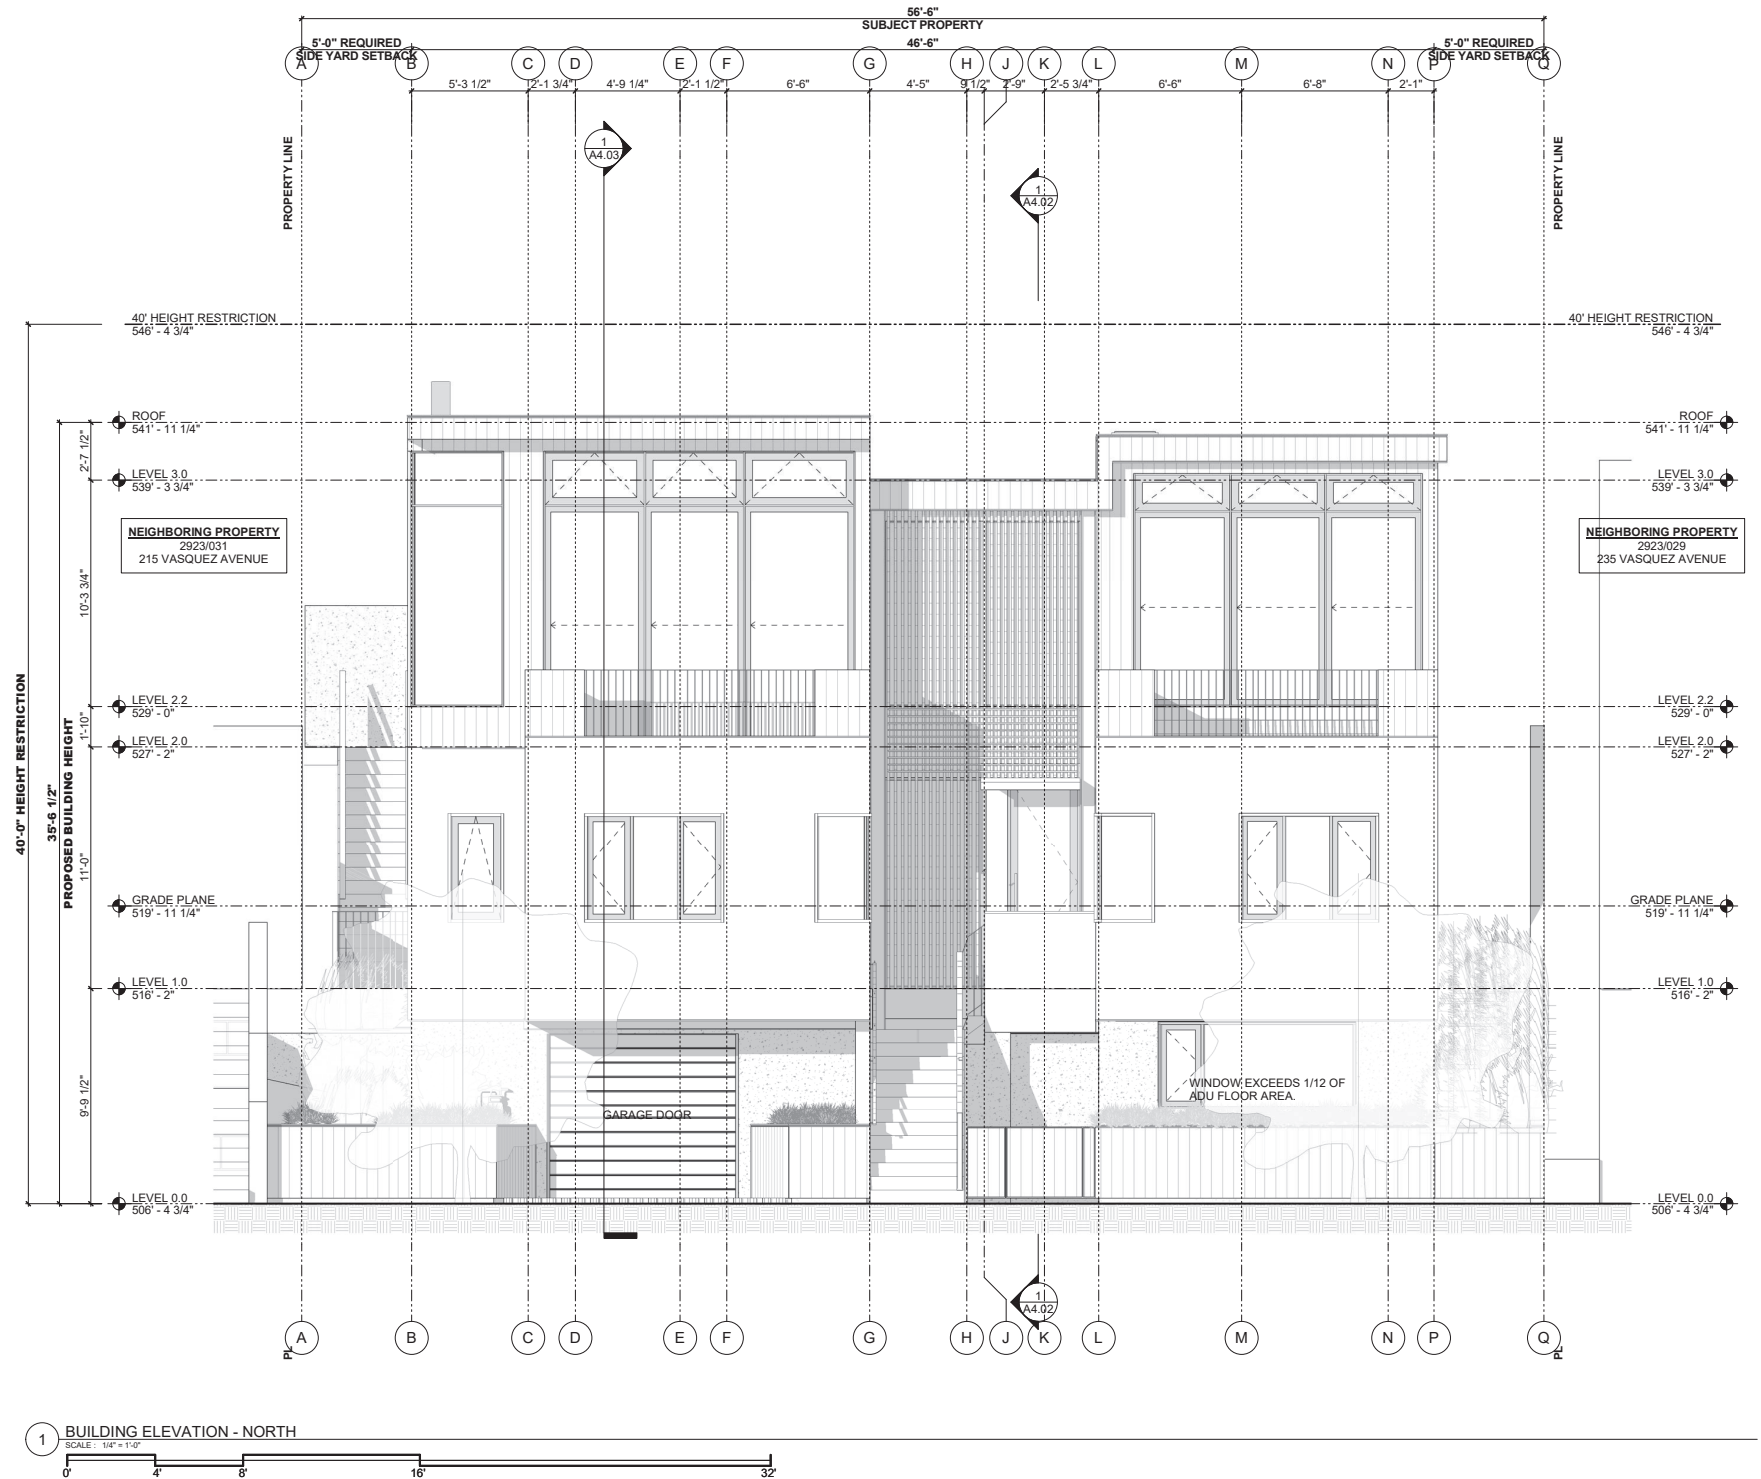 56'-6"
SUBJECT PROPERTY
5'-0" REQUIRED
SIDE YARD SETBACK
46'-6"
5'-0" REQUIRED
SIDE YARD SETBACK
A B C D E F G H J K L M N P Q
5'-3 1/2" 2'-1 3/4" 4'-9 1/4" 2'-1 1/2" 6'-6" 4'-5" 9 1/2" 2'-9" 2'-5 3/4" 6'-6" 6'-8" 2'-1"
PROPERTY LINE
1
A4.03
1
A4.02
PROPERTY LINE
40' HEIGHT RESTRICTION
546' - 4 3/4"
40' HEIGHT RESTRICTION
546' - 4 3/4"
ROOF
541' - 11 1/4"
ROOF
541' - 11 1/4"
2'-7 1/2"
LEVEL 3.0
539' - 3 3/4"
LEVEL 3.0
539' - 3 3/4"
NEIGHBORING PROPERTY
2923/031
215 VASQUEZ AVENUE
NEIGHBORING PROPERTY
2923/029
235 VASQUEZ AVENUE
10'-3 3/4"
LEVEL 2.2
529' - 0"
LEVEL 2.2
529' - 0"
1'-10"
LEVEL 2.0
527' - 2"
LEVEL 2.0
527' - 2"
40'-0" HEIGHT RESTRICTION
35'-6 1/2"
PROPOSED BUILDING HEIGHT
11'-0"
GRADE PLANE
519' - 11 1/4"
GRADE PLANE
519' - 11 1/4"
LEVEL 1.0
516' - 2"
LEVEL 1.0
516' - 2"
9'-9 1/2"
WINDOW EXCEEDS 1/12 OF
ADU FLOOR AREA.
GARAGE DOOR
LEVEL 0.0
506' - 4 3/4"
LEVEL 0.0
506' - 4 3/4"
1
A4.02
A B C D E F G H J K L M N P Q
PL
PL
1
BUILDING ELEVATION - NORTH
SCALE : 1/4" = 1'-0"
0' 4' 8' 16' 32'